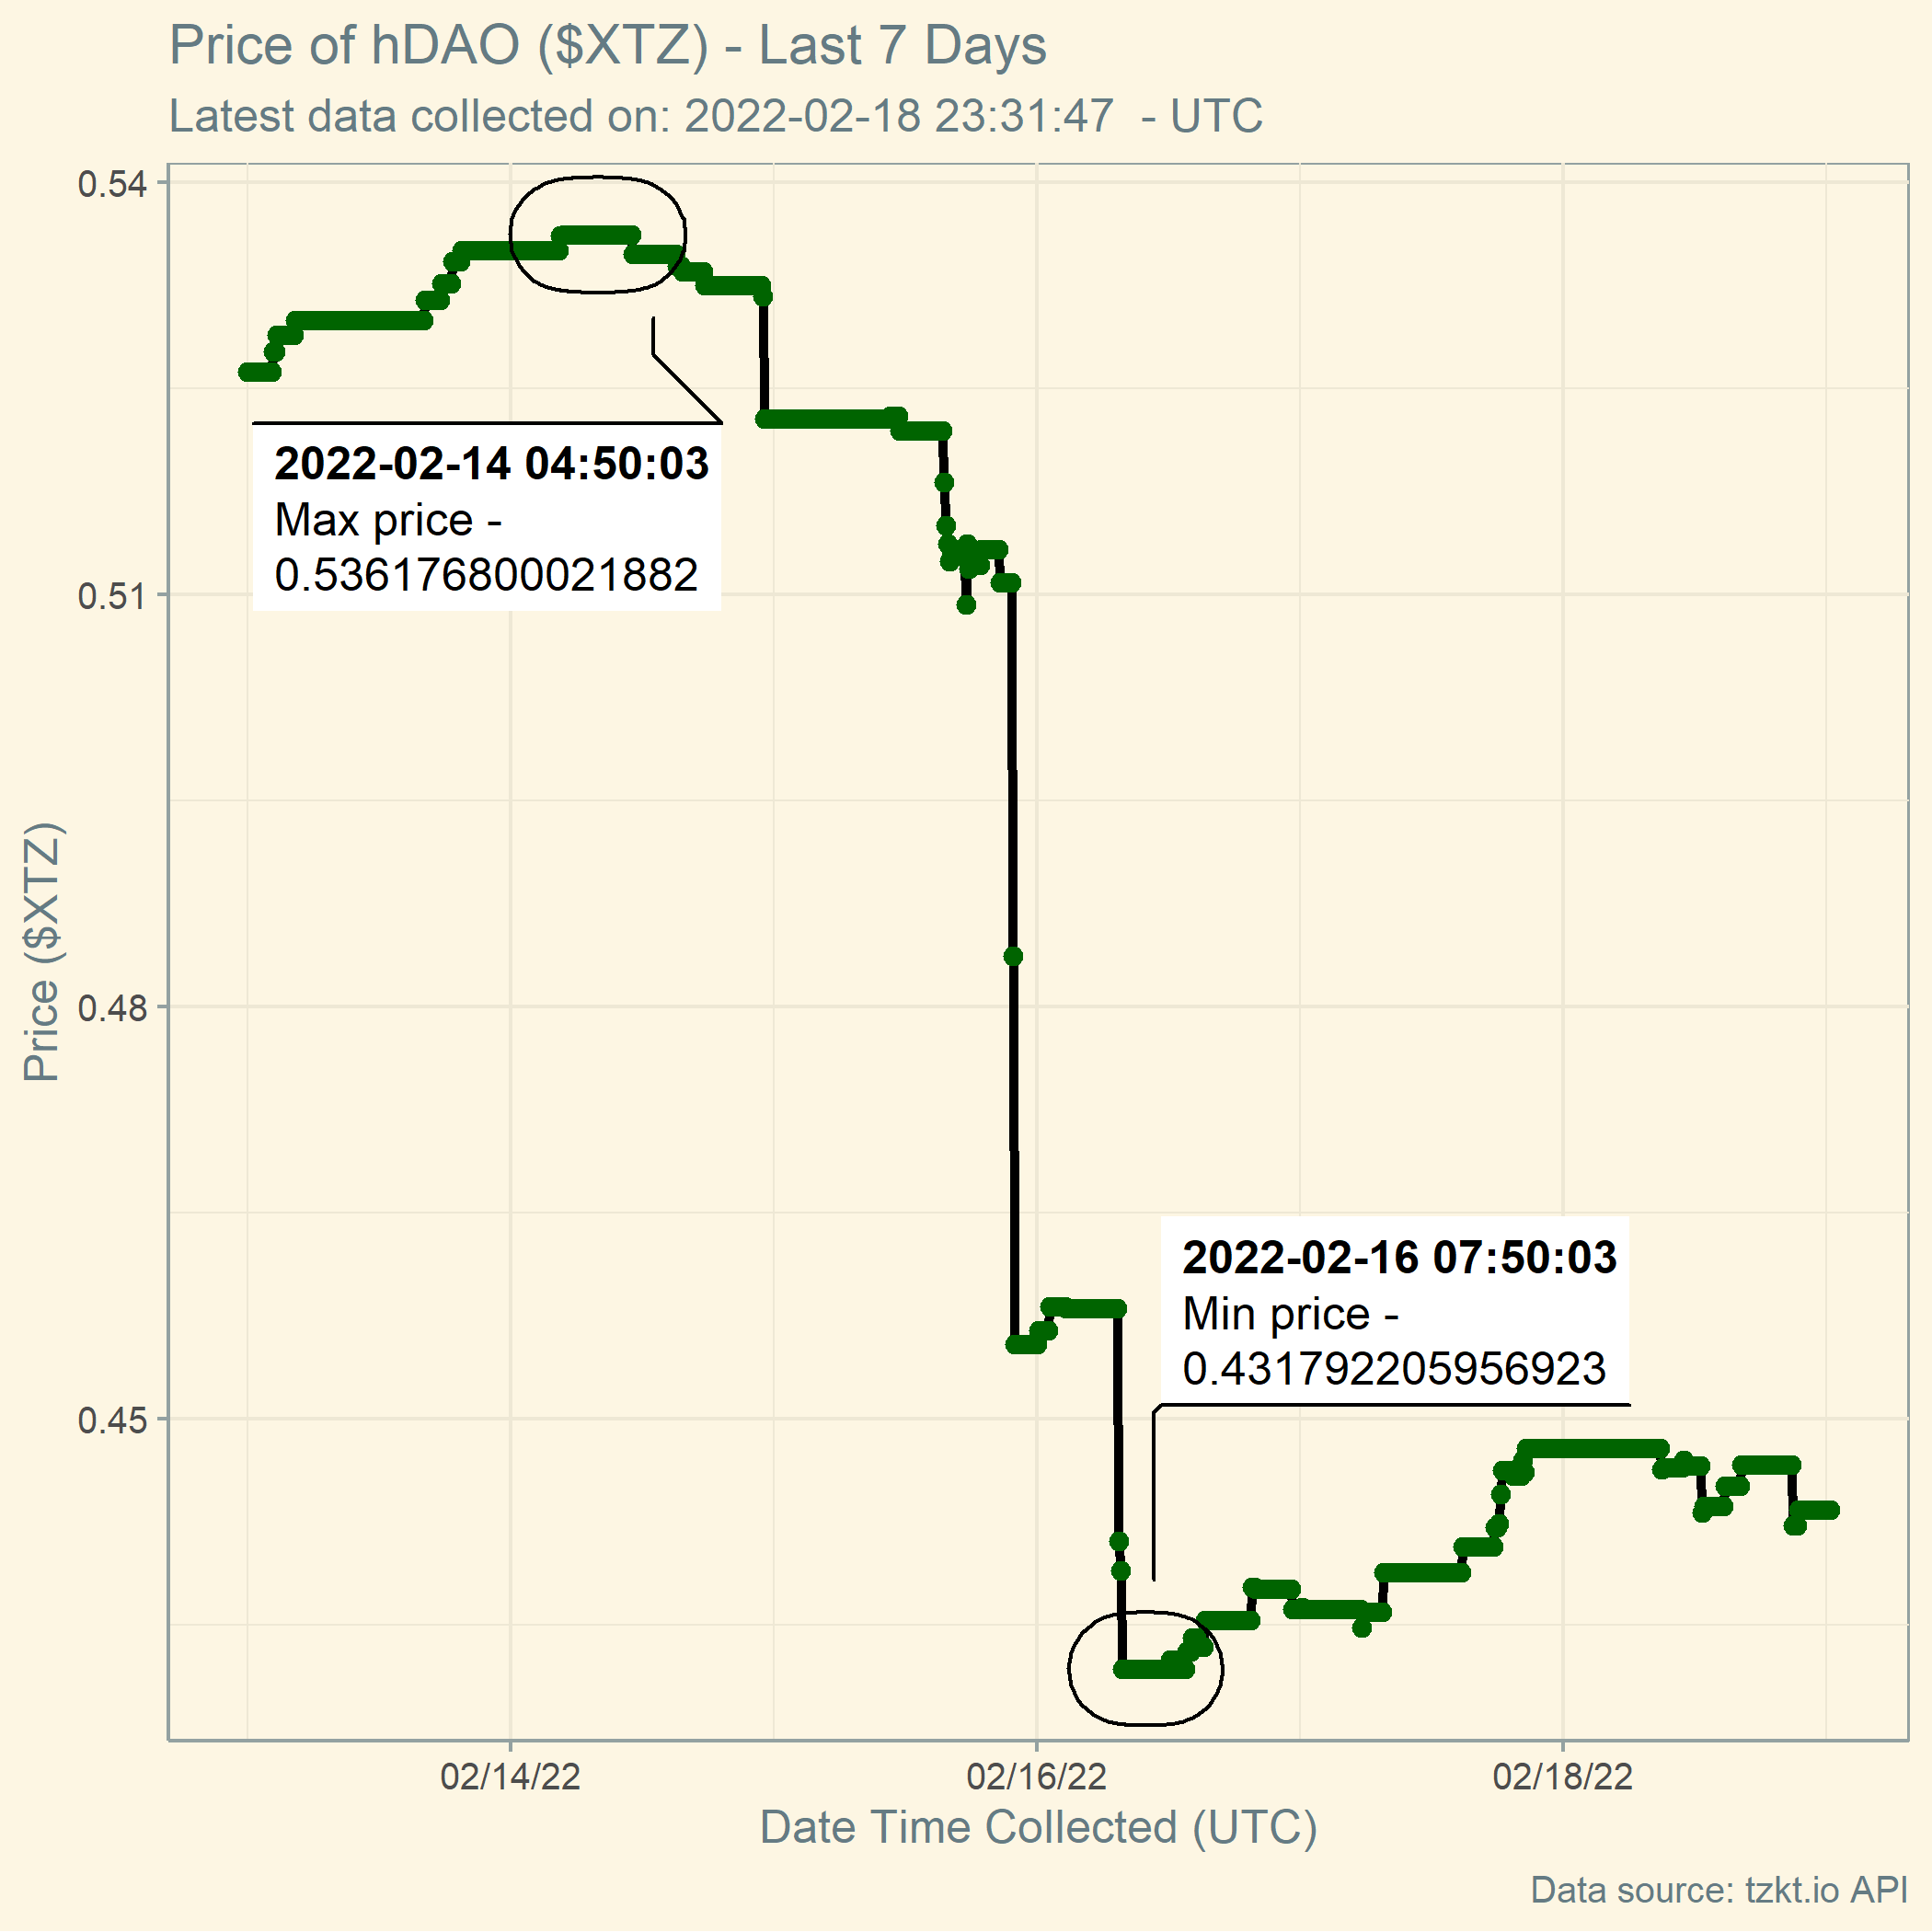 Price of hDAO ($XTZ) - Last 7 Days
Latest data collected on: 2022-02-18 23:31:47  - UTC
0.54
2022-02-14 04:50:03
Max price -
0.536176800021882
0.51
Price ($XTZ)
0.48
2022-02-16 07:50:03
Min price -
0.431792205956923
0.45
02/14/22
02/16/22
02/18/22
Date Time Collected (UTC)
Data source: tzkt.io API